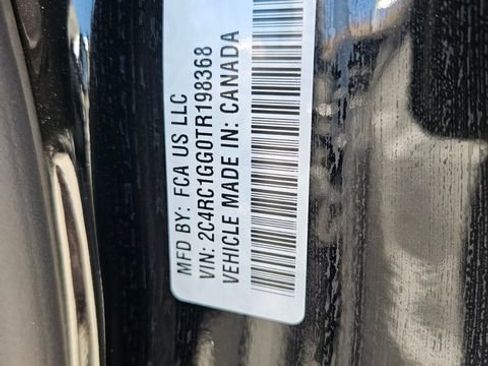 MFD BY: FCA US LLC
VIN: 2C4RC1GG0TR198368
VEHICLE MADE IN: CANADA